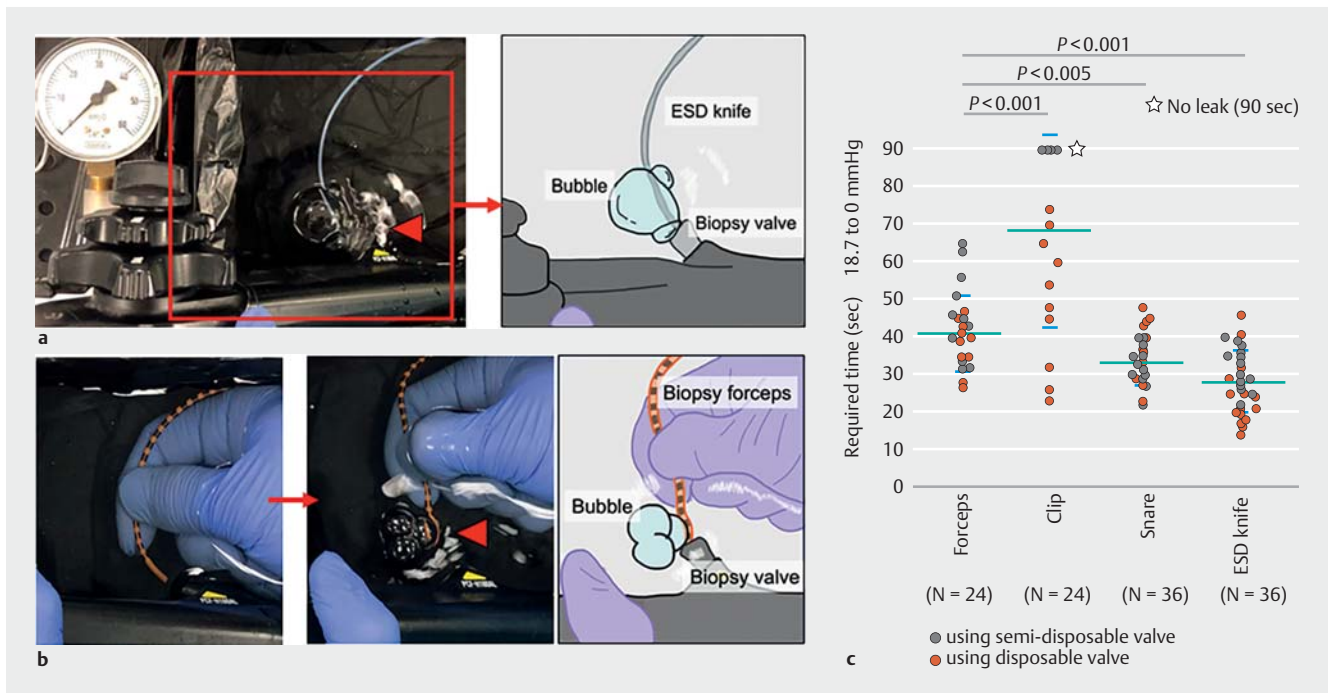 ESD knife
Bubble
Biopsy valve
a
Biopsy forceps
Bubble
Biopsy valve
b
P < 0.001
P < 0.005
P < 0.001
☆ No leak (90 sec)
Required time (sec) 18.7 to 0 mmHg
90
80
70
60
50
40
30
20
10
0
Forceps
Clip
Snare
ESD knife
(N = 24)
(N = 24)
(N = 36)
(N = 36)
using semi-disposable valve
using disposable valve
c